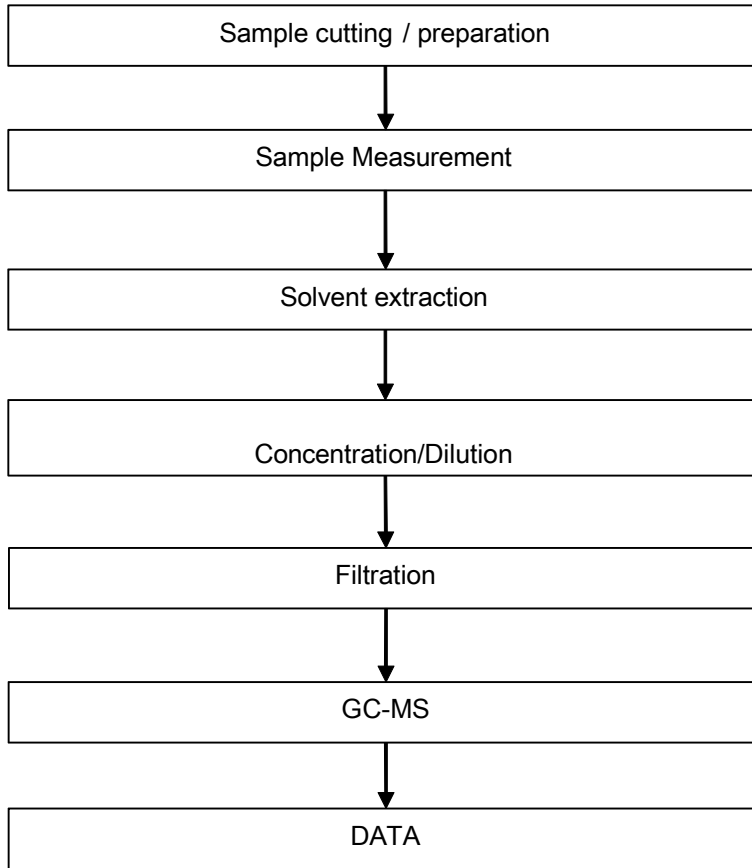 Sample cutting / preparation
Sample Measurement
Solvent extraction
Concentration/Dilution
Filtration
GC-MS
DATA